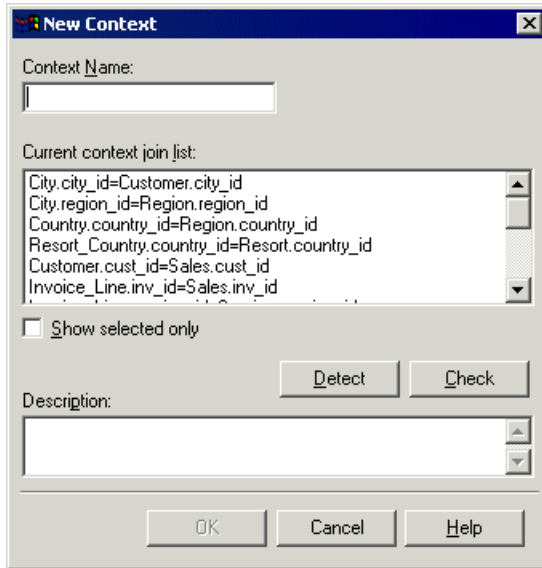 New Context
Context Name:
Current context join list:
City.city_id=Customer.city_id
City.region_id=Region.region_id
Country.country_id=Region.country_id
Resort_Country.country_id=Resort.country_id
Customer.cust_id=Sales.cust_id
Invoice_Line.inv_id=Sales.inv_id
Show selected only
Detect Check
Description:
OK Cancel Help